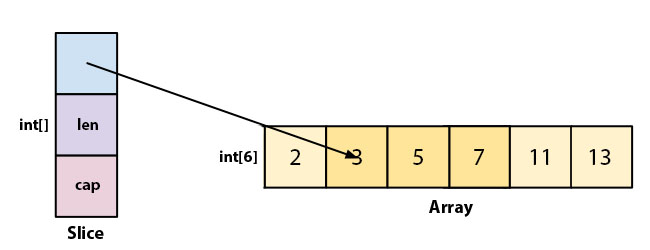 int[]
len
cap
Slice
int[6]
2 3 5 7 11 13
Array